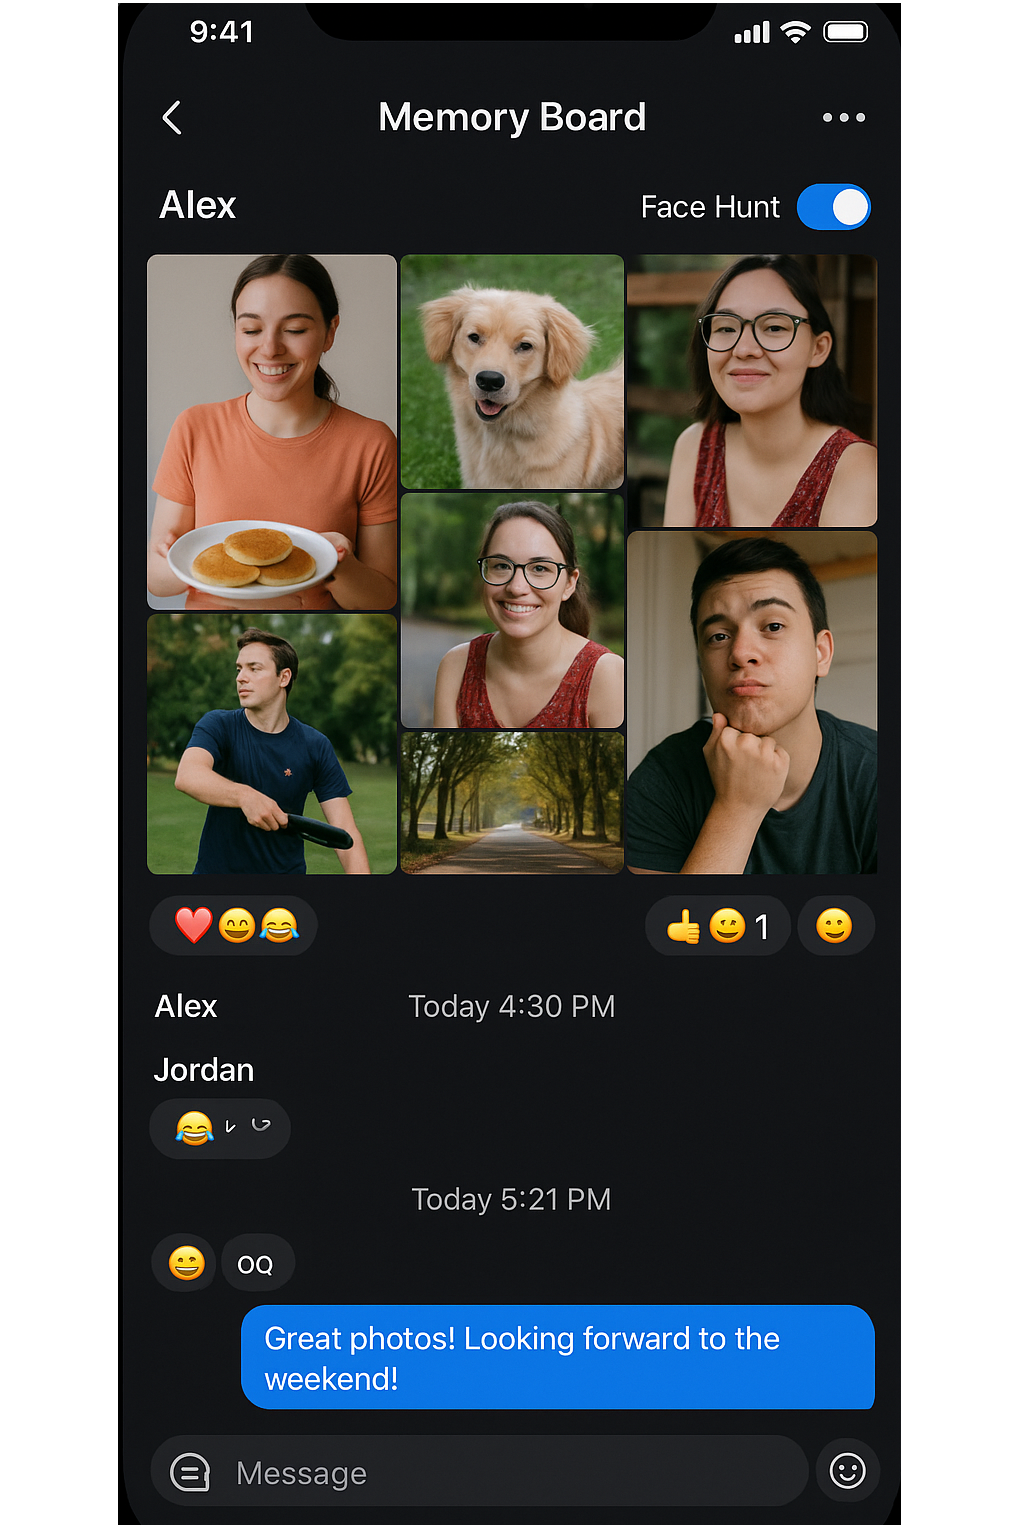 9:41
Memory Board
Alex
Face Hunt
1
Alex
Today 4:30 PM
Jordan
Today 5:21 PM
OQ
Great photos! Looking forward to the
weekend!
Message